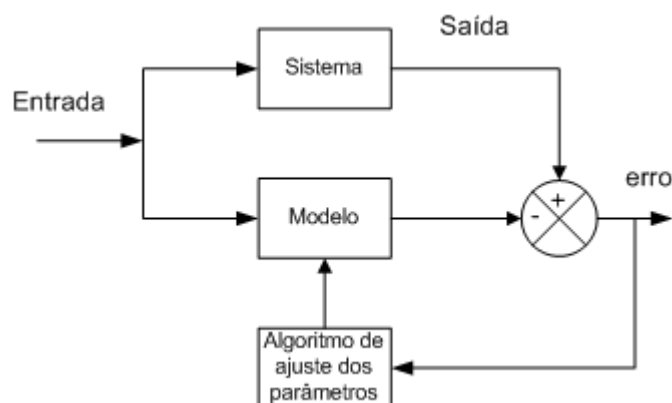 Saída
Sistema
Entrada
erro
+
-
Modelo
Algoritmo de
ajuste dos
parâmetros